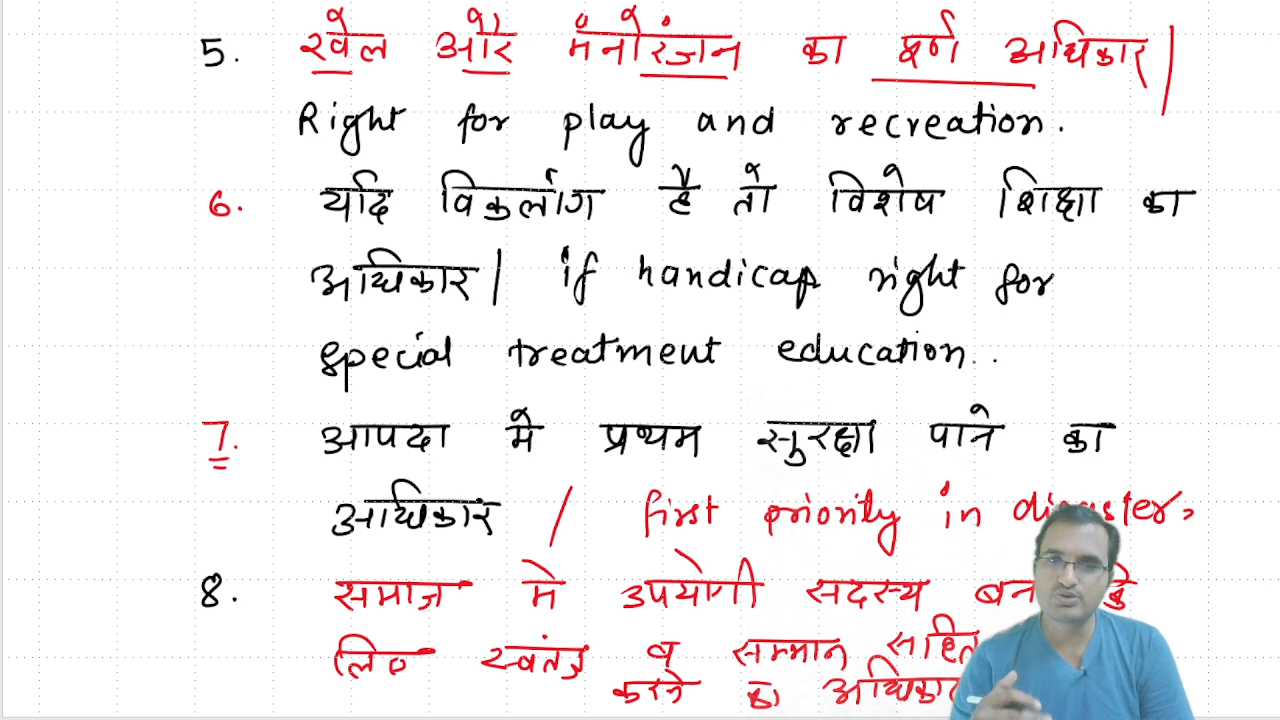 5. खेल और मनोरंजन का पूर्ण अधिकार|
Right for play and recreation.
6. यदि विकलांग है तो विशेष शिक्षा का
अधिकार| if handicap right for
special treatment education..
7. आपदा मे प्रथम सुरक्षा पाने का
अधिकार / first priority in disaster,
8. समाज मे उपयोगी सदस्य बन के
लिए स्वतंत्र व सम्मान सहित
करने का अधिकार